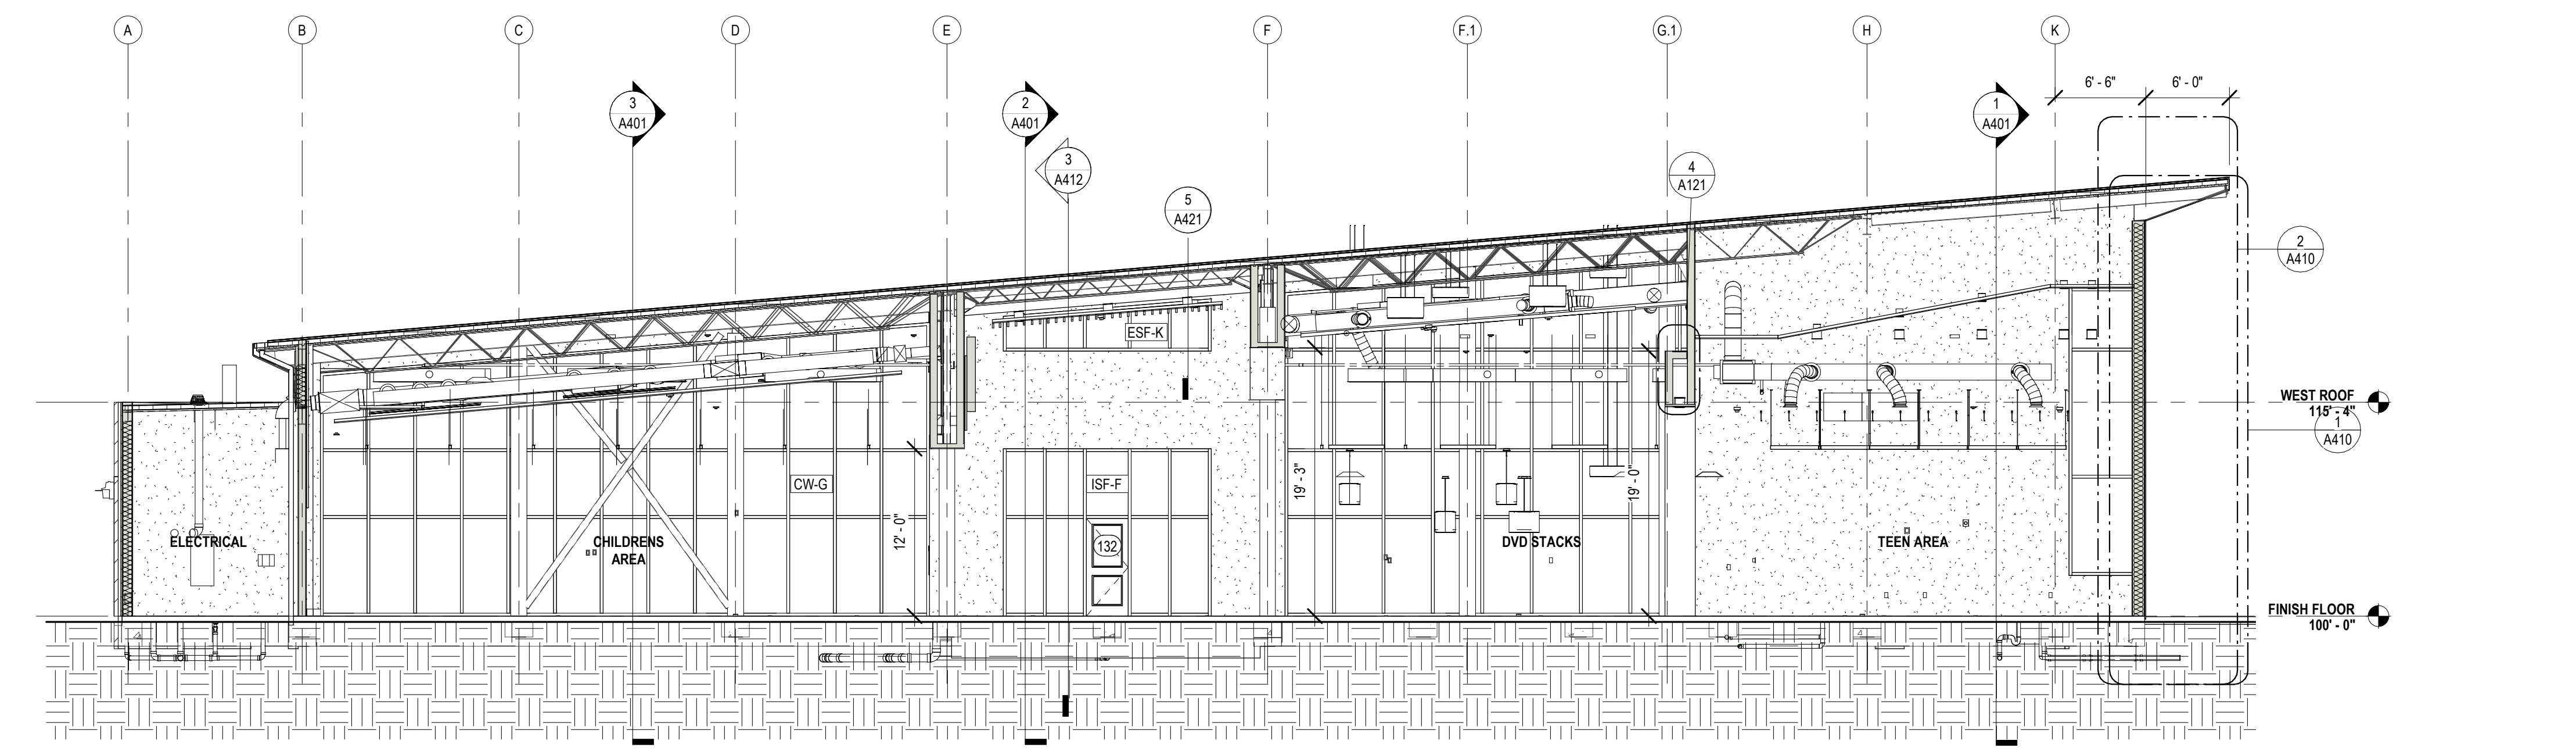 A
B
C
D
E
F
F.1
G.1
H
K
6' - 6"
6' - 0"
3
A401
2
A401
3
A412
5
A421
4
A121
1
A401
2
A410
ESF-K
WEST ROOF
115' - 4"
1
A410
CW-G
ISF-F
19' - 3"
19' - 0"
12' - 0"
132
ELECTRICAL
CHILDRENS
AREA
DVD STACKS
TEEN AREA
FINISH FLOOR
100' - 0"